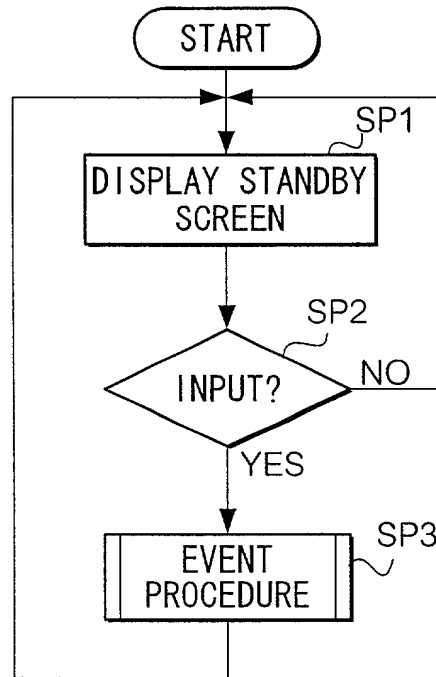 START
SP1
DISPLAY STANDBY
SCREEN
SP2
INPUT?
NO
YES
SP3
EVENT
PROCEDURE